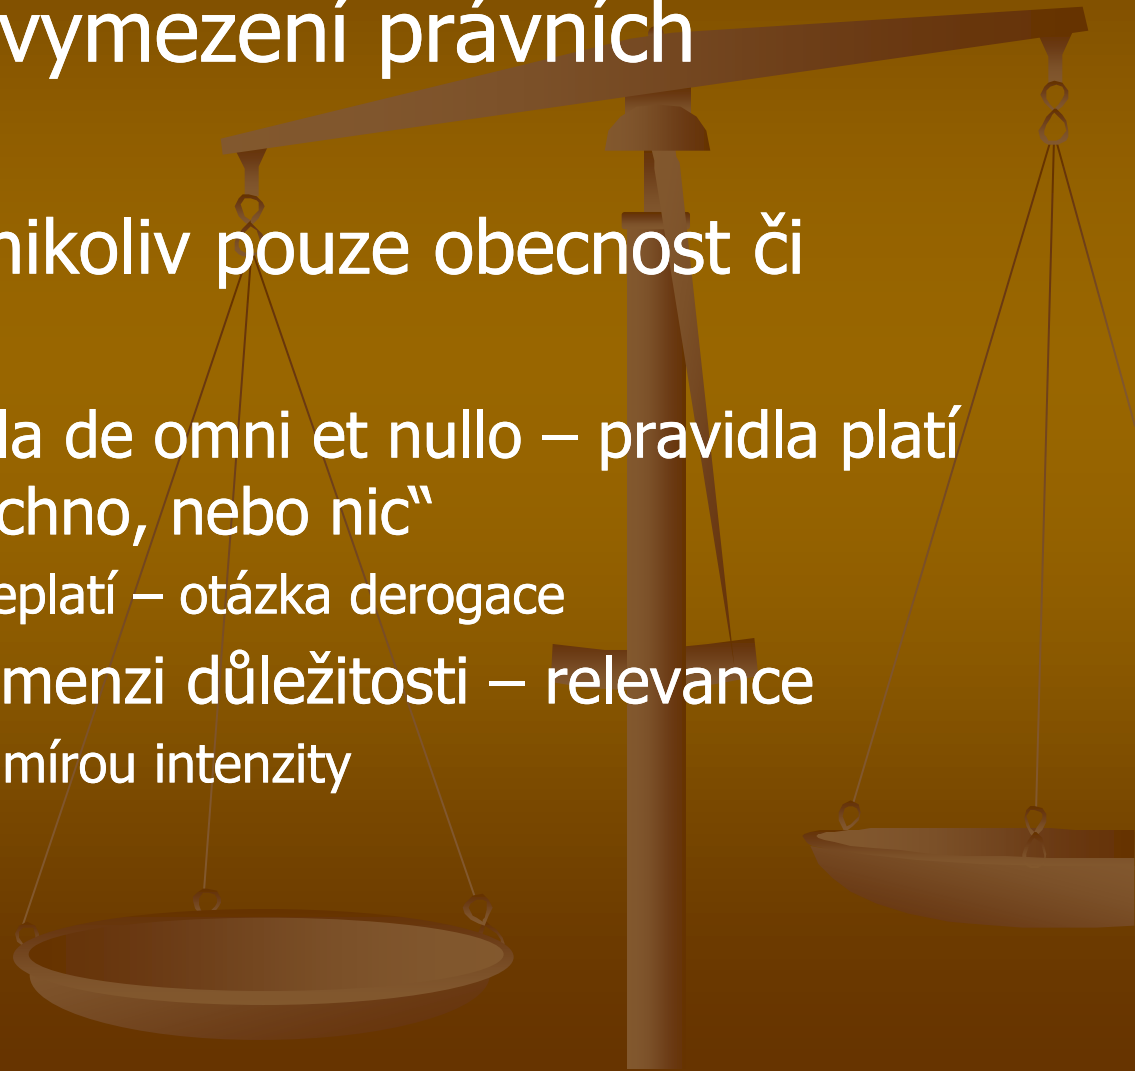 vymezení právních
nikoliv pouze obecnost či
la de omni et nullo – pravidla platí
chno, nebo nic“
eplatí – otázka derogace
menzi důležitosti – relevance
mírou intenzity